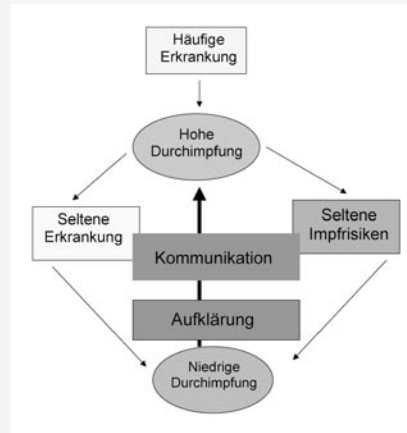 Häufige
Erkrankung
Hohe
Durchimpfung
Seltene
Erkrankung
Seltene
Impfrisiken
Kommunikation
Aufklärung
Niedrige
Durchimpfung